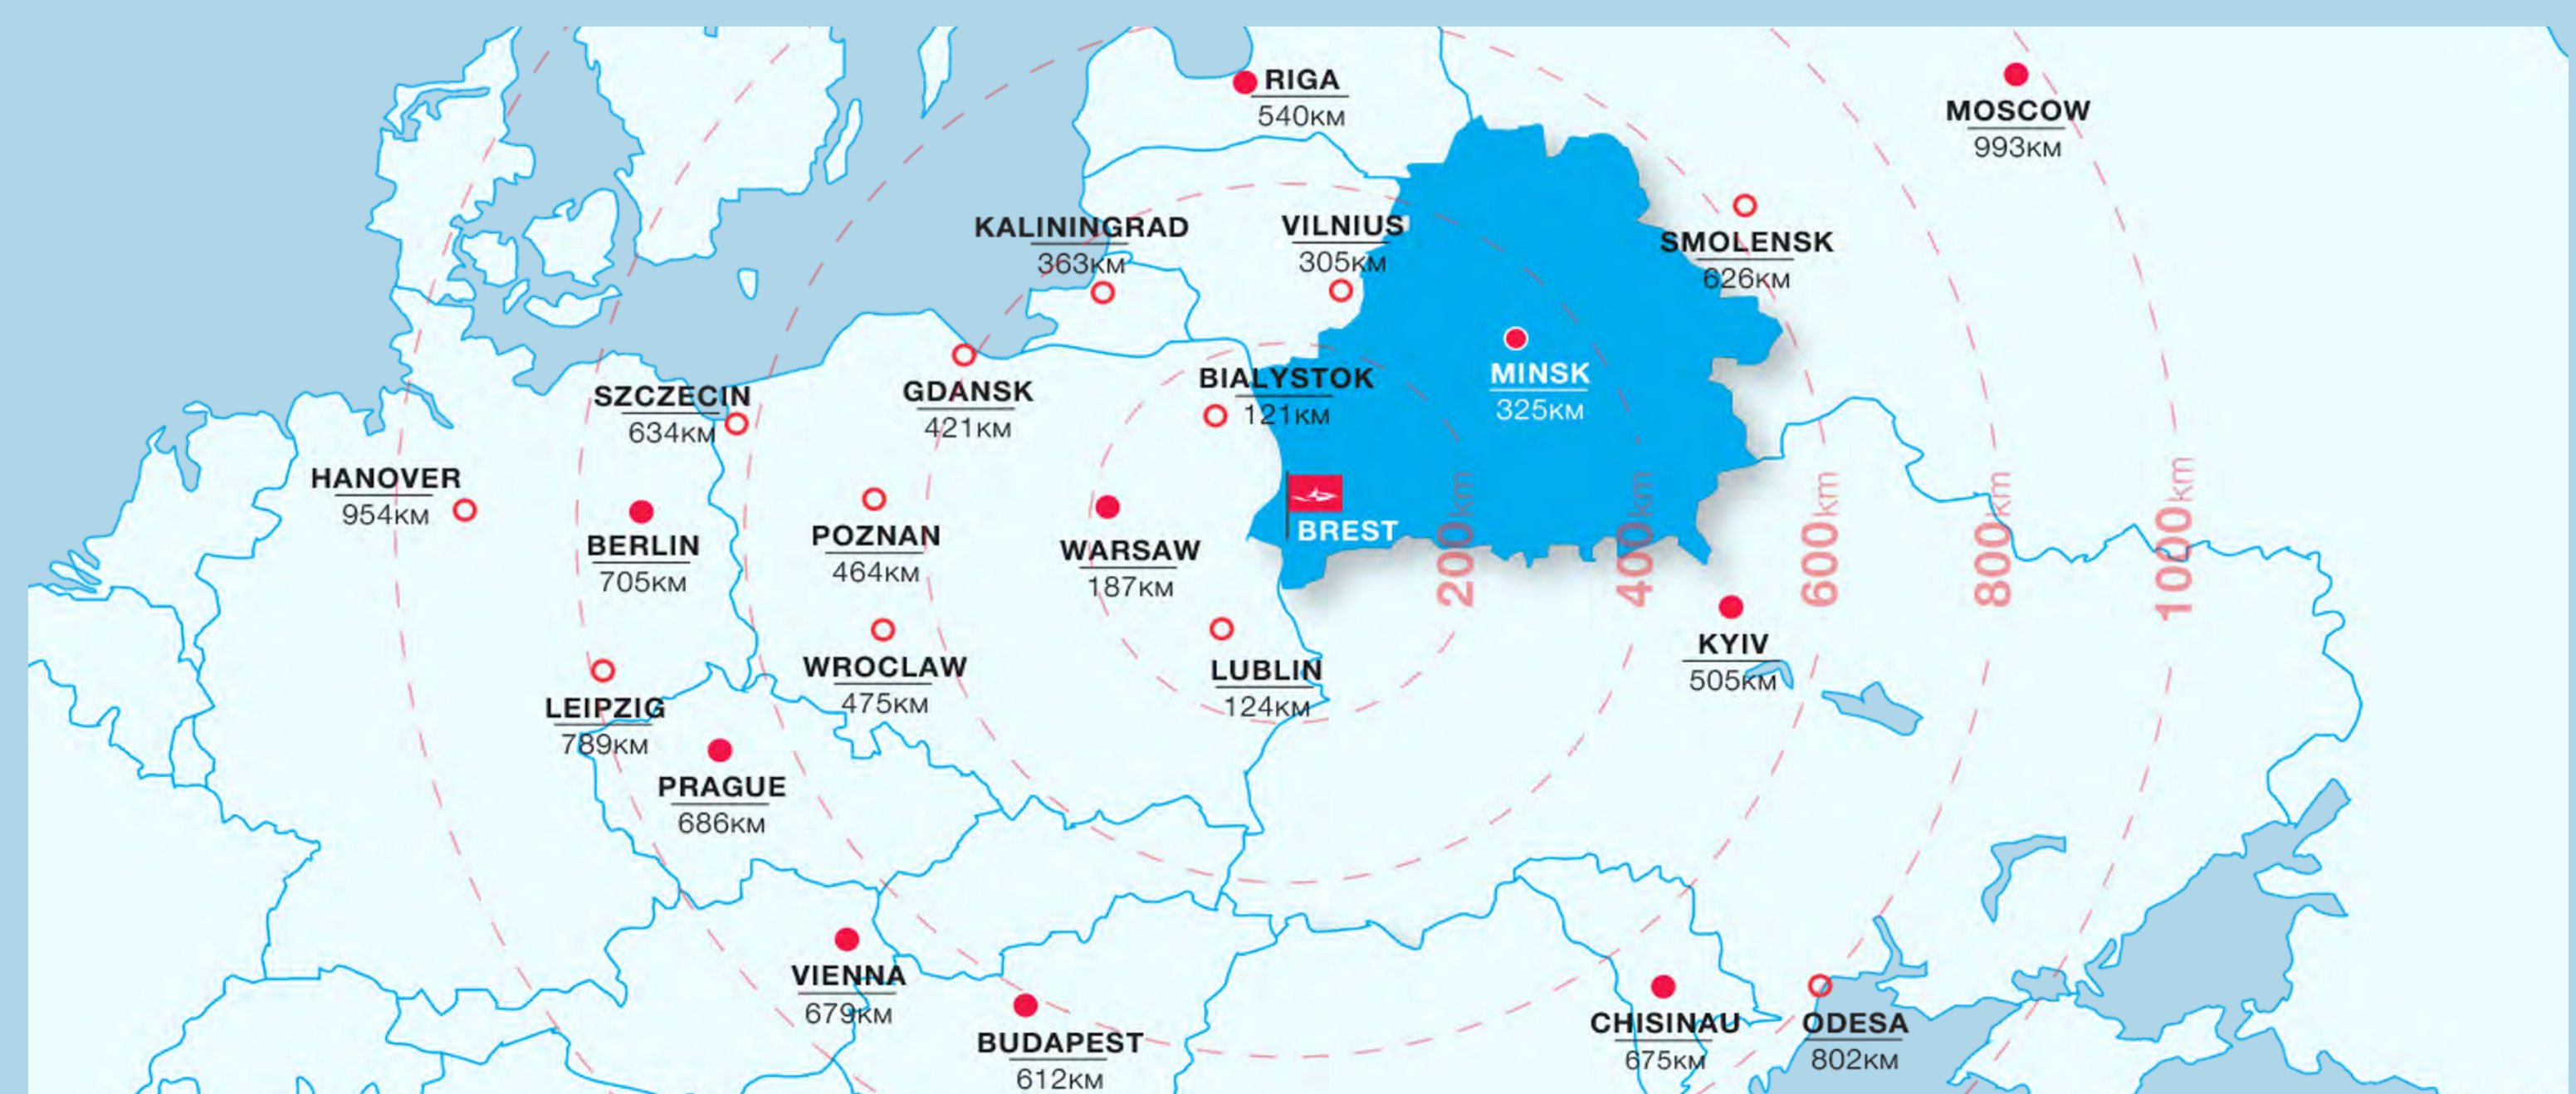 RIGA
540км
MOSCOW
993км
KALININGRAD
363км
VILNIUS
305км
SMOLENSK
626км
SZCZECIN
634км
GDANSK
421км
BIALYSTOK
121км
MINSK
325км
HANOVER
954км
BERLIN
705км
POZNAN
464км
WARSAW
187км
BREST
200km
400km
600km
800km
1000km
LEIPZIG
789км
WROCLAW
475км
LUBLIN
124км
KYIV
505км
PRAGUE
686км
VIENNA
679км
BUDAPEST
612км
CHISINAU
675км
ODESA
802км